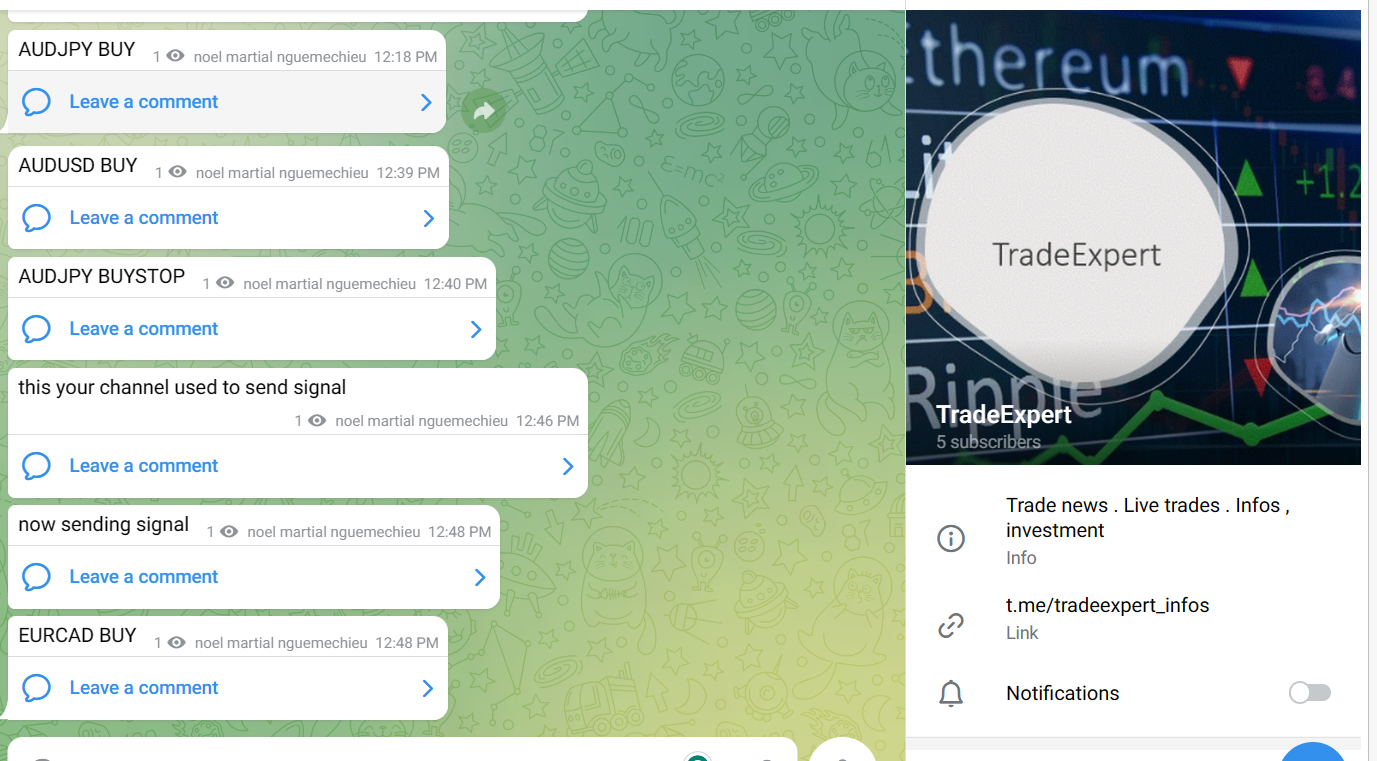 AUDJPY BUY 1 noel martial nguemechieu 12:18 PM
Leave a comment
AUDUSD BUY 1 noel martial nguemechieu 12:39 PM
Leave a comment
AUDJPY BUYSTOP 1 noel martial nguemechieu 12:40 PM
Leave a comment
this your channel used to send signal
1 noel martial nguemechieu 12:46 PM
Leave a comment
now sending signal 1 noel martial nguemechieu 12:48 PM
Leave a comment
EURCAD BUY 1 noel martial nguemechieu 12:48 PM
Leave a comment
E=mc²
thereum
+1.2
TradeExpert
Ripple
TradeExpert
5 subscribers
Trade news . Live trades . Infos ,
investment
Info
t.me/tradeexpert_infos
Link
Notifications